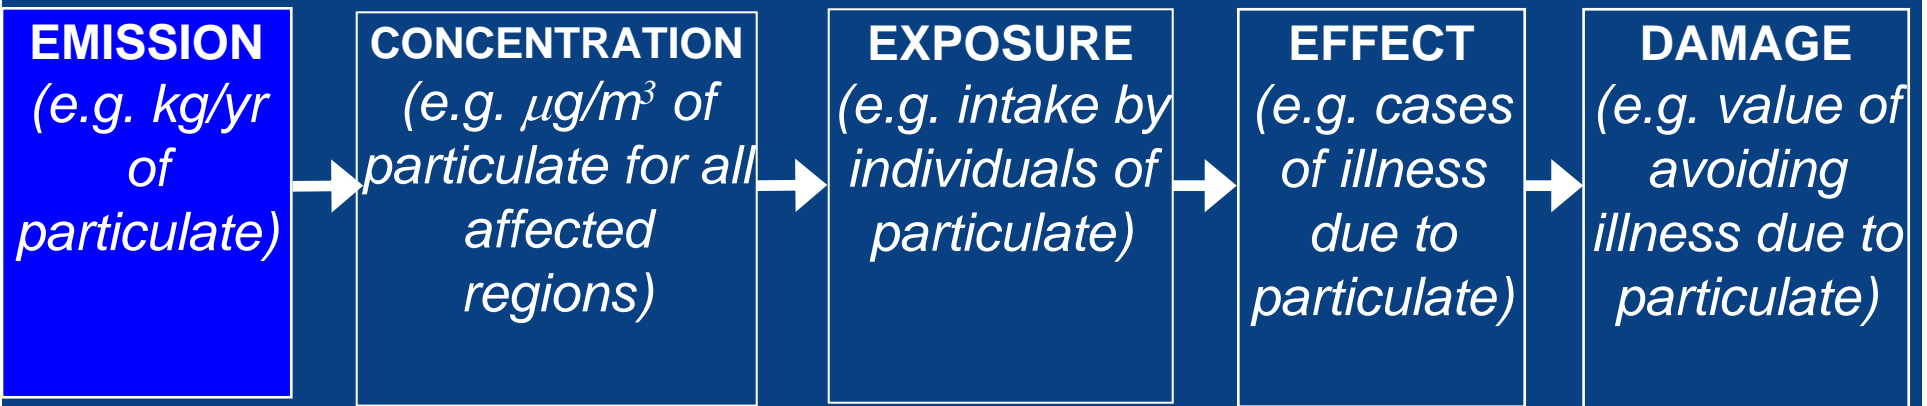 EMISSION
(e.g. kg/yr
of
particulate)
CONCENTRATION
(e.g. μg/m³ of
particulate for all
affected
regions)
EXPOSURE
(e.g. intake by
individuals of
particulate)
EFFECT
(e.g. cases
of illness
due to
particulate)
DAMAGE
(e.g. value of
avoiding
illness due to
particulate)